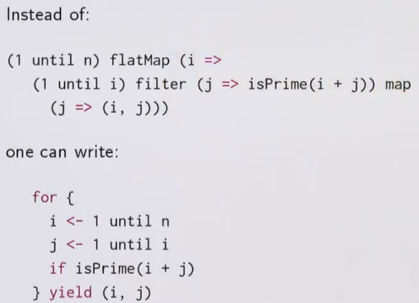 Instead of:
(1 until n) flatMap (i =>
(1 until i) filter (j => isPrime(i + j)) map
(j => (i, j)))
one can write:
for {
i <- 1 until n
j <- 1 until i
if isPrime(i + j)
} yield (i, j)